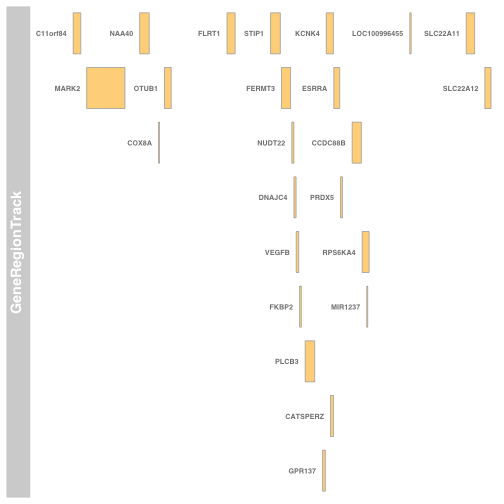 GeneRegionTrack
C11orf84 NAA40 FLRT1 STIP1 KCNK4 LOC100996455 SLC22A11
MARK2 OTUB1 FERMT3 ESRRA SLC22A12
COX8A NUDT22 CCDC88B
DNAJC4 PRDX5
VEGFB RPS6KA4
FKBP2 MIR1237
PLCB3
CATSPERZ
GPR137